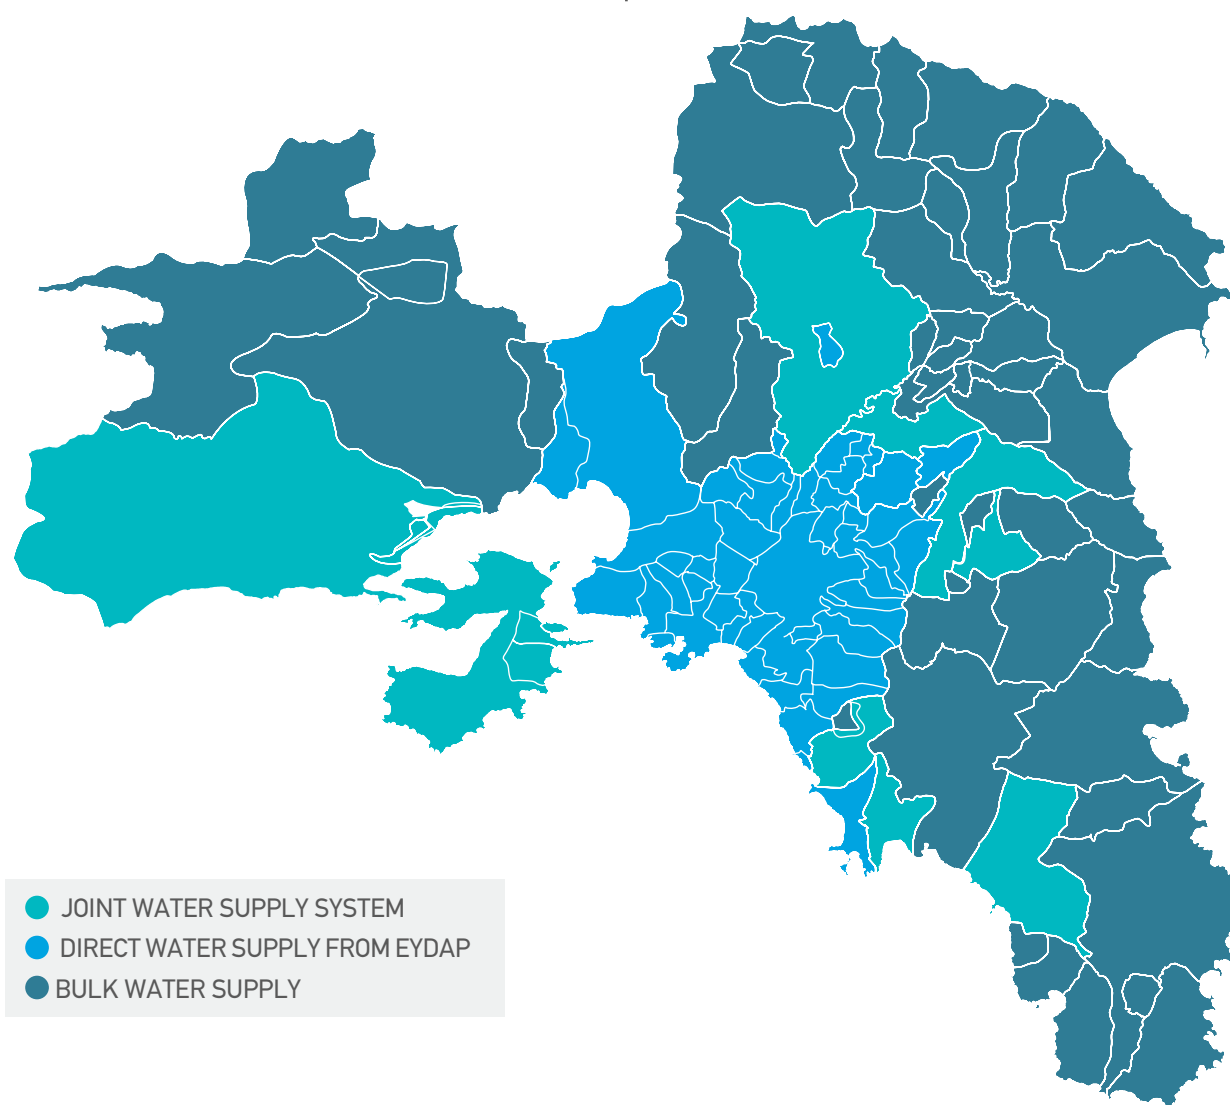 JOINT WATER SUPPLY SYSTEM
DIRECT WATER SUPPLY FROM EYDAP
BULK WATER SUPPLY